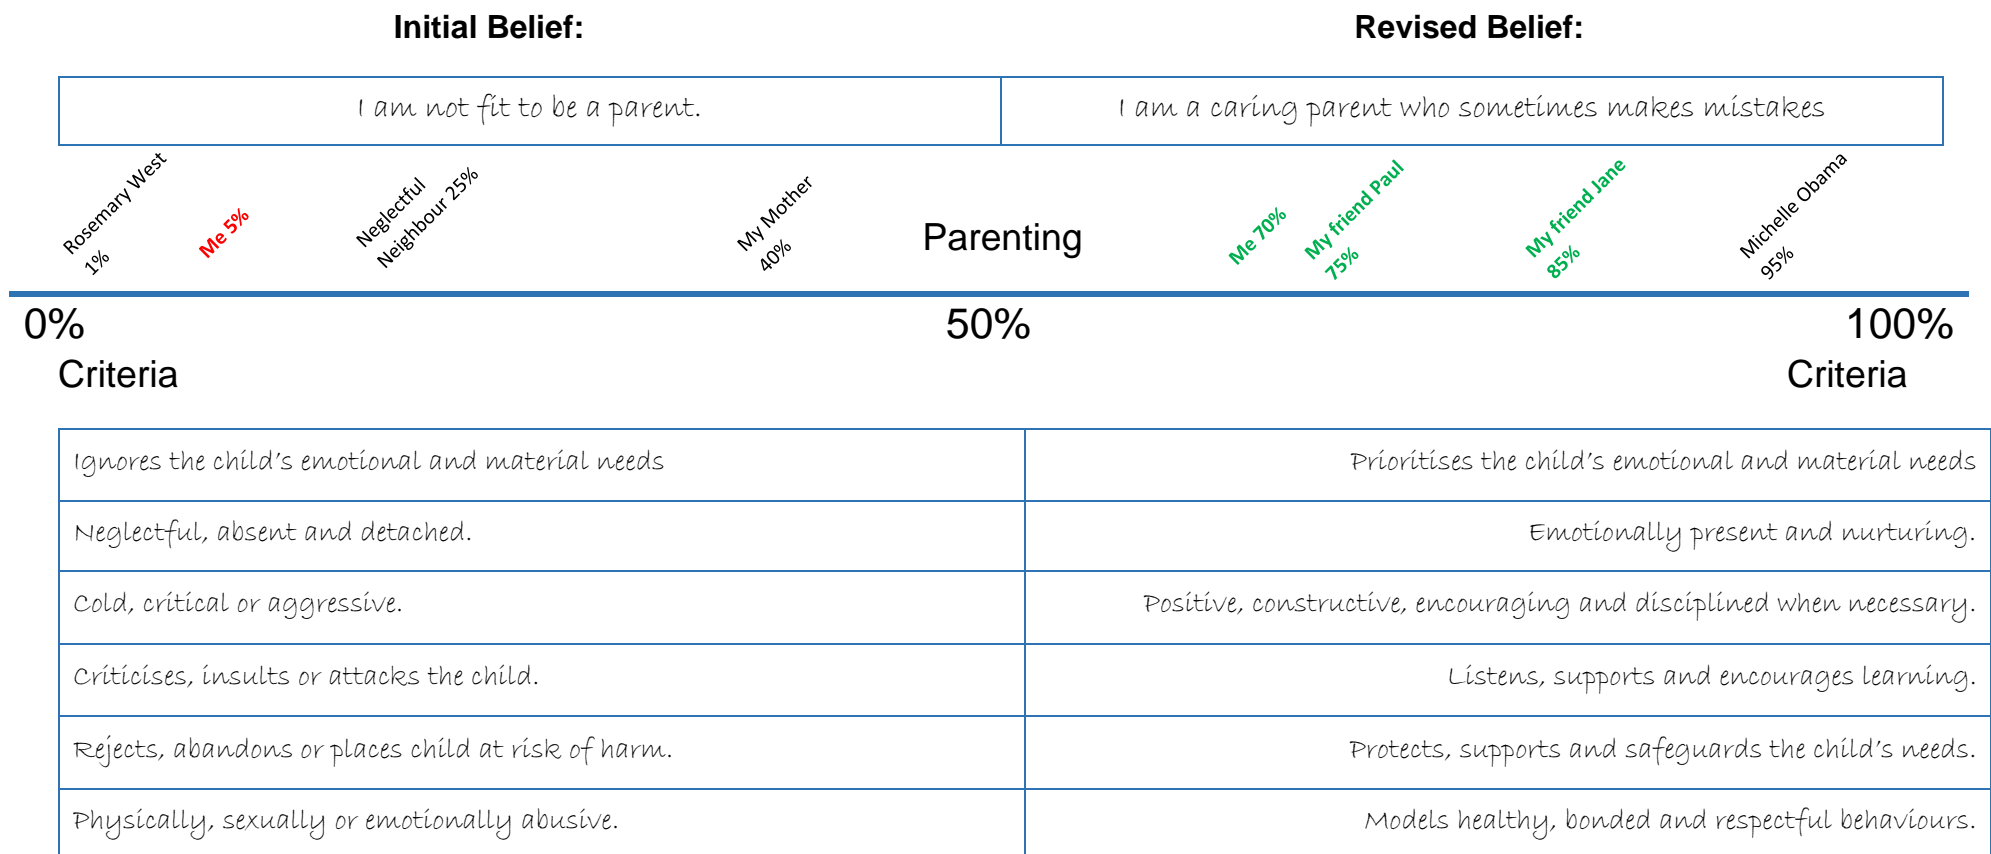 Initial Belief:
Revised Belief:
I am not fit to be a parent.
I am a caring parent who sometimes makes mistakes
Rosemary West
1%
Me 5%
Neglectful
Neighbour 25%
My Mother
40%
Parenting
Me 70%
My friend Paul
75%
My friend Jane
85%
Michelle Obama
95%
0%
50%
100%
Criteria
Criteria
Ignores the child's emotional and material needs
Prioritises the child's emotional and material needs
Neglectful, absent and detached.
Emotionally present and nurturing.
Cold, critical or aggressive.
Positive, constructive, encouraging and disciplined when necessary.
Criticises, insults or attacks the child.
Listens, supports and encourages learning.
Rejects, abandons or places child at risk of harm.
Protects, supports and safeguards the child's needs.
Physically, sexually or emotionally abusive.
Models healthy, bonded and respectful behaviours.